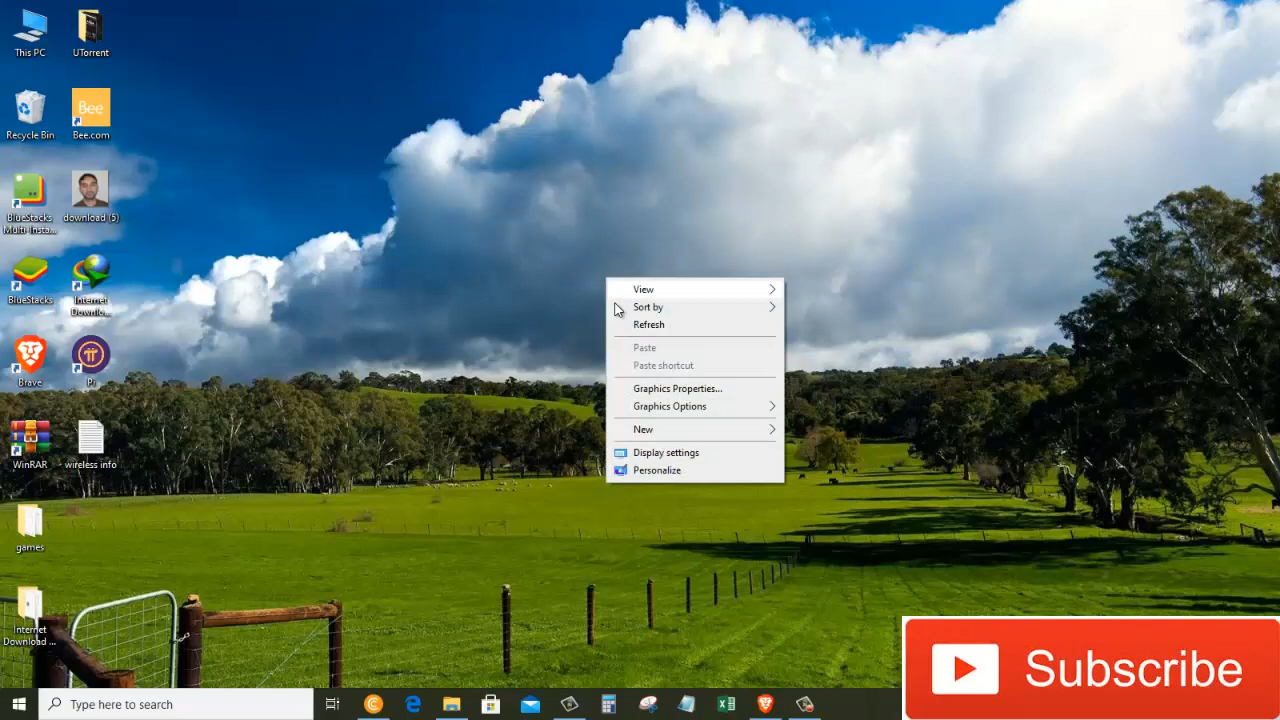 This PC
UTorrent
Recycle Bin
Bee
Bee.com
BlueStacks
Multi-Insta...
download (5)
BlueStacks
Internet
Downlo...
Brave
Pi
WinRAR
wireless info
games
Internet
Download ...
View
Sort by
Refresh
Paste
Paste shortcut
Graphics Properties...
Graphics Options
New
Display settings
Personalize
Subscribe
Type here to search